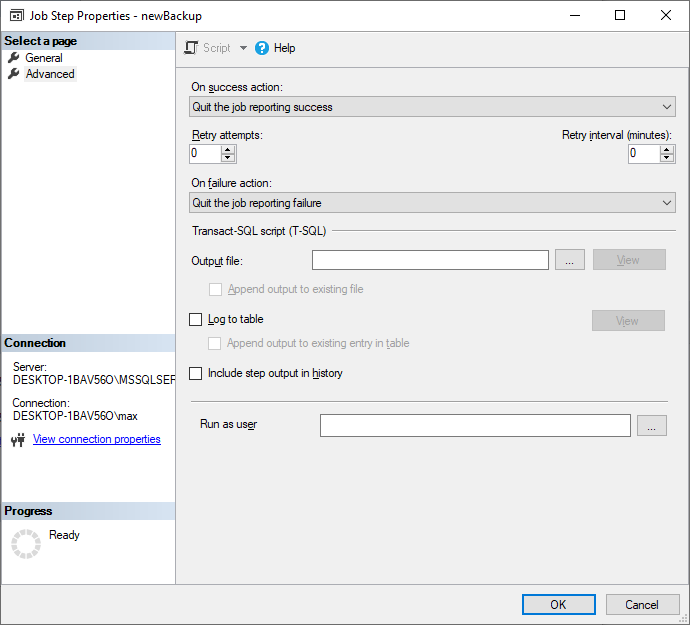 Job Step Properties - newBackup
Select a page
General
Advanced
Script
Help
On success action:
Quit the job reporting success
Retry attempts:
Retry interval (minutes):
0
0
On failure action:
Quit the job reporting failure
Transact-SQL script (T-SQL)
Output file:
...
View
Append output to existing file
Log to table
View
Append output to existing entry in table
Include step output in history
Run as user
...
Connection
Server:
DESKTOP-1BAV56O\MSSQLSEF
Connection:
DESKTOP-1BAV56O\max
View connection properties
Progress
Ready
OK
Cancel